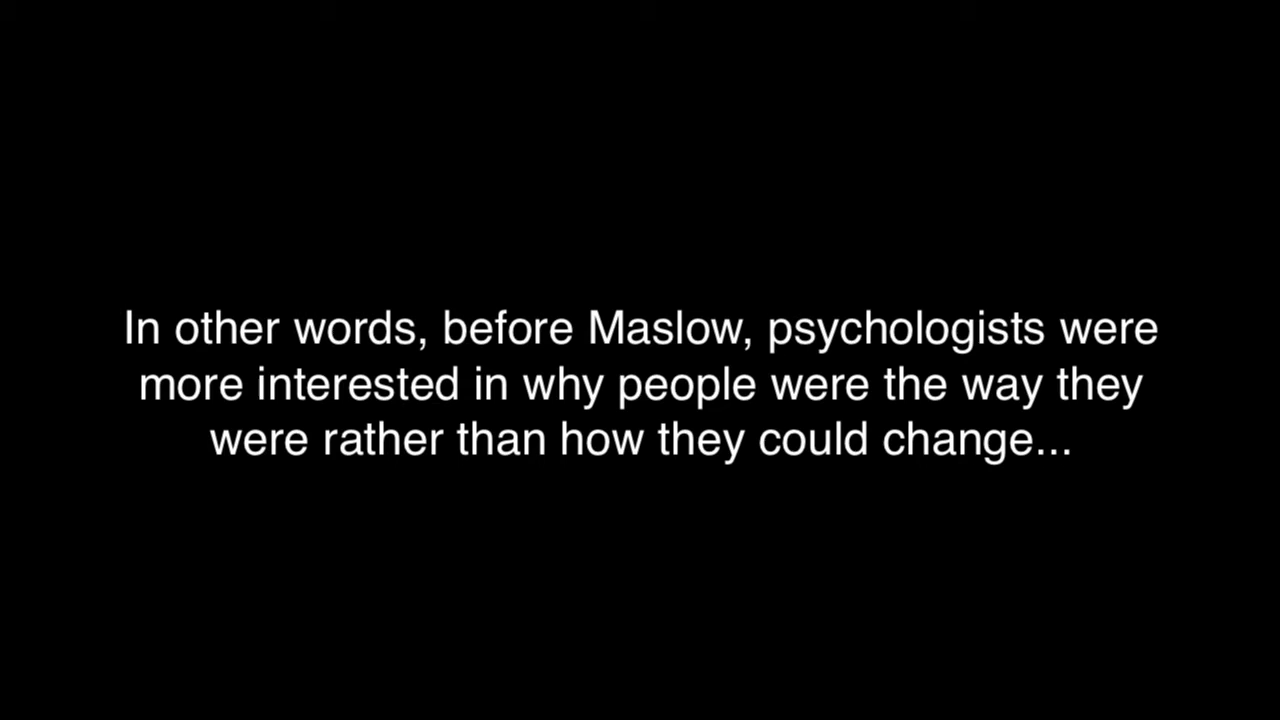 In other words, before Maslow, psychologists were
more interested in why people were the way they
were rather than how they could change...